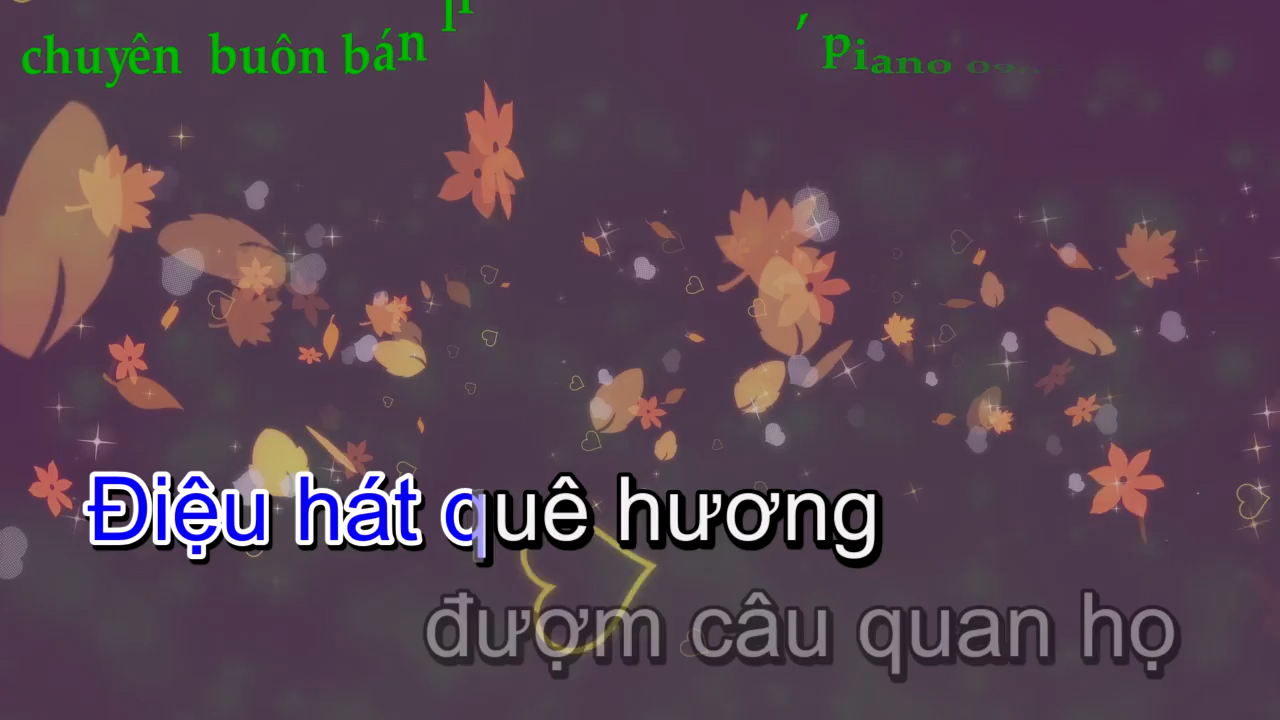 chuyên buôn bán Piano
Điệu hát quê hương
đượm câu quan họ